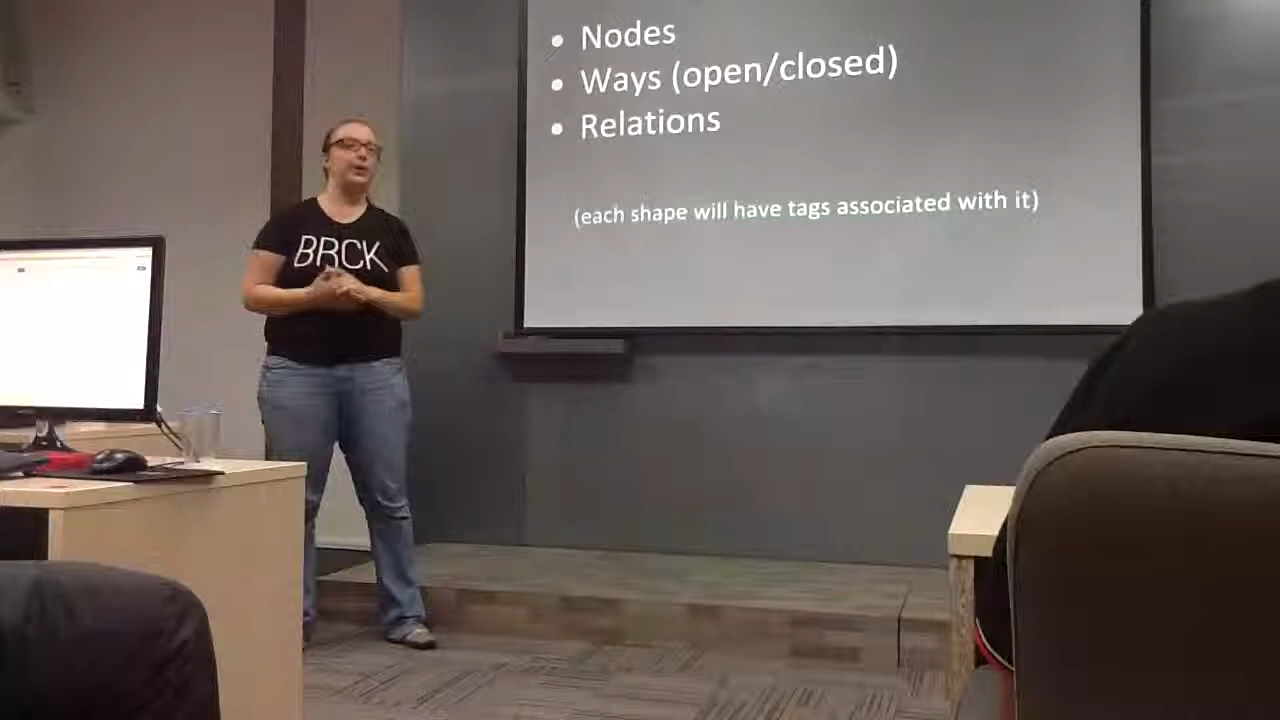 • Nodes
• Ways (open/closed)
• Relations
(each shape will have tags associated with it)
BRCK